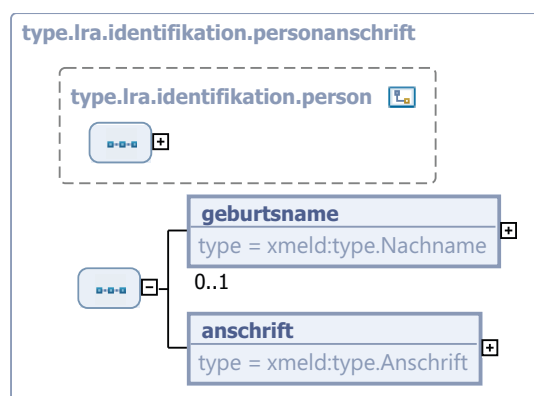 type.lra.identifikation.personanschrift
type.lra.identifikation.person
geburtsname
type = xmeld:type.Nachname
0..1
anschrift
type = xmeld:type.Anschrift